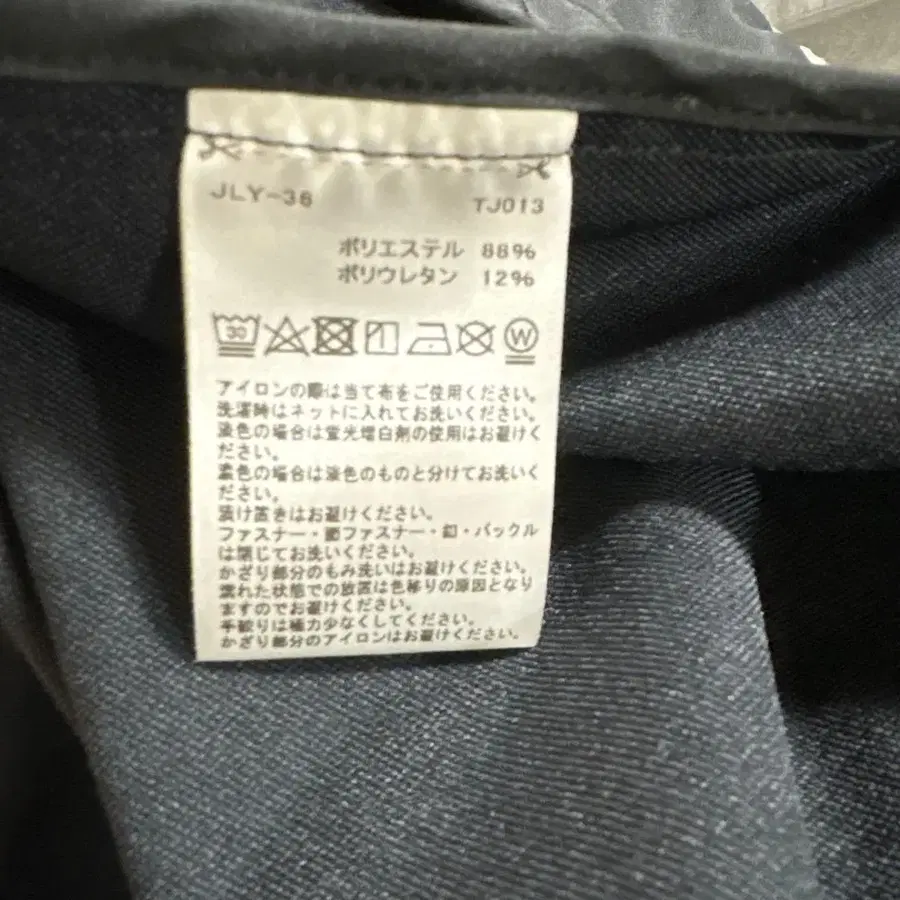 JLY-38 TJ013
ポリエステル 88%
ポリウレタン 12%
30 W
アイロンの際は当て布をご使用ください。
洗濯時はネットに入れてお洗いください。
淡色の場合は蛍光増白剤の使用はお避けく
ださい。
濃色の場合は淡色のものと分けてお洗いく
ださい。
漬け置きはお避けください。
ファスナー・面ファスナー・釦・バックル
は閉じてお洗いください。
かざり部分のもみ洗いはお避けください。
濡れた状態での放置は色移りの原因となり
ますのでお避けください。
手絞りは極力少なくしてください。
かざり部分のアイロンはお避けください。